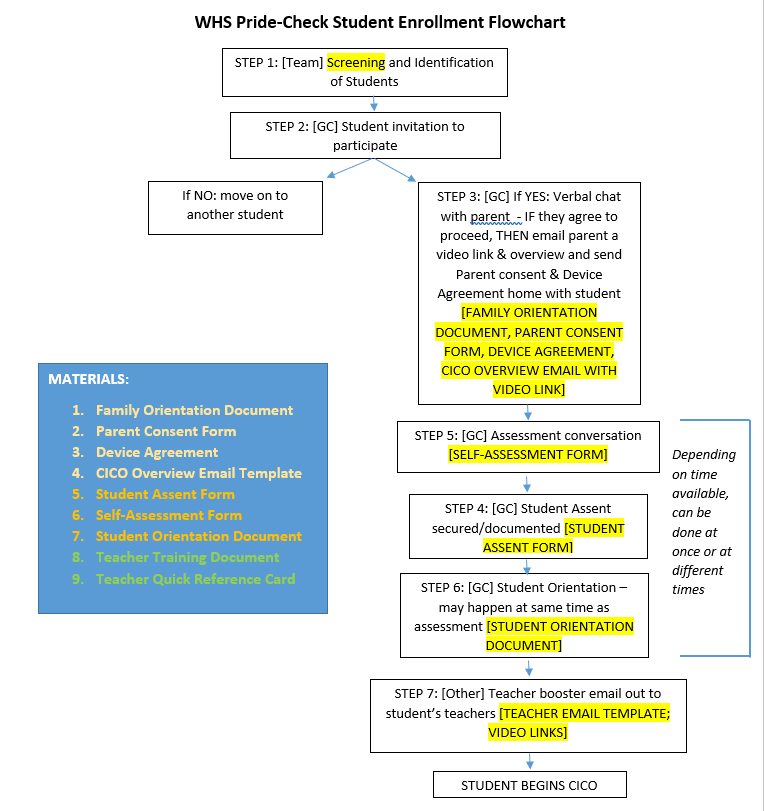 WHS Pride-Check Student Enrollment Flowchart
STEP 1: [Team] Screening and Identification
of Students
STEP 2: [GC] Student invitation to
participate
If NO: move on to
another student
STEP 3: [GC] If YES: Verbal chat
with parent - IF they agree to
proceed, THEN email parent a
video link & overview and send
Parent consent & Device
Agreement home with student
[FAMILY ORIENTATION
DOCUMENT, PARENT CONSENT
FORM, DEVICE AGREEMENT,
CICO OVERVIEW EMAIL WITH
VIDEO LINK]
MATERIALS:
1. Family Orientation Document
2. Parent Consent Form
3. Device Agreement
4. CICO Overview Email Template
5. Student Assent Form
6. Self-Assessment Form
7. Student Orientation Document
8. Teacher Training Document
9. Teacher Quick Reference Card
STEP 5: [GC] Assessment conversation
[SELF-ASSESSMENT FORM]
STEP 4: [GC] Student Assent
secured/documented [STUDENT
ASSENT FORM]
STEP 6: [GC] Student Orientation –
may happen at same time as
assessment [STUDENT ORIENTATION
DOCUMENT]
Depending
on time
available,
can be
done at
once or at
different
times
STEP 7: [Other] Teacher booster email out to
student's teachers [TEACHER EMAIL TEMPLATE;
VIDEO LINKS]
STUDENT BEGINS CICO